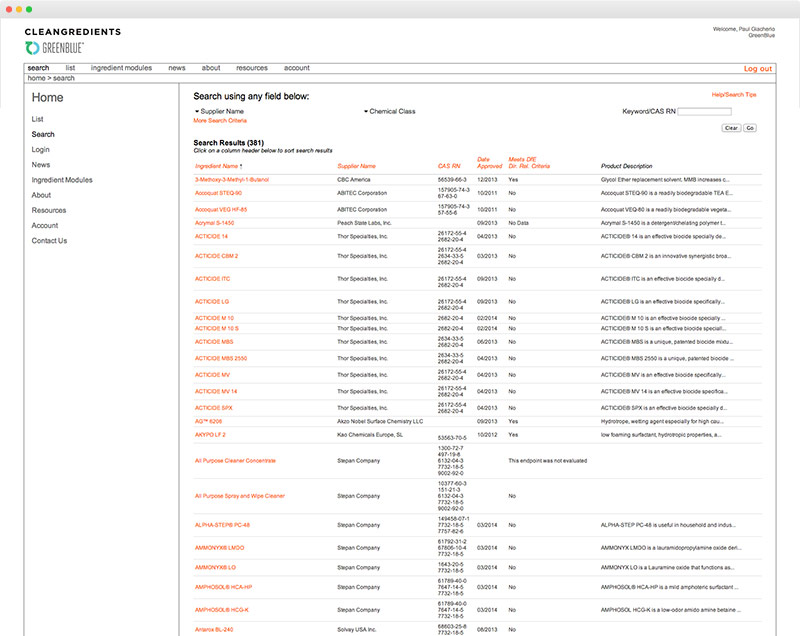 CLEANGREDIENTS
GREENBLUE™
Welcome, Paul Giacherio
GreenBlue
search list ingredient modules news about resources account Log out
home > search
Home
List
Search
Login
News
Ingredient Modules
About
Resources
Account
Contact Us
Search using any field below:
Help/Search Tips
Supplier Name Chemical Class Keyword/CAS RN
More Search Criteria
Clear Go
Search Results (381)
Click on a column header below to sort search results
Ingredient Name Supplier Name CAS RN Date Approved Meets DfE Dir. Rel. Criteria Product Description
3-Methoxy-3-Methyl-1-Butanol CBC America 56539-66-3 12/2013 Yes Glycol Ether replacement solvent. MMB increases c...
Accoquat STEQ-90 ABITEC Corporation 157905-74-3 67-63-0 10/2011 No Accoquat STEQ-90 is a readily biodegradable TEA E...
Accoquat VEG HF-85 ABITEC Corporation 157905-74-3 57-55-6 10/2011 No Accoquat VEQ-80 is a readily biodegradable vegeta...
Acrymal S-1450 Peach State Labs, Inc. 09/2013 No Data Acrymal S-1450 is a detergent/chelating polymer t...
ACTICIDE 14 Thor Specialties, Inc. 26172-55-4 2682-20-4 04/2013 No ACTICIDE® 14 is an effective biocide specially de...
ACTICIDE CBM 2 Thor Specialties, Inc. 26172-55-4 2634-33-5 2682-20-4 03/2013 No ACTICIDE® CBM 2 is an innovative synergistic broa...
ACTICIDE ITC Thor Specialties, Inc. 26172-55-4 2682-20-4 09/2013 No ACTICIDE® ITC is an effective biocide specially d...
ACTICIDE LG Thor Specialties, Inc. 26172-55-4 2682-20-4 09/2013 No ACTICIDE® LG is an effective biocide specifically...
ACTICIDE M 10 Thor Specialties, Inc. 2682-20-4 02/2014 No ACTICIDE® M 10 is an effective biocide specially ...
ACTICIDE M 10 S Thor Specialties, Inc. 2682-20-4 02/2014 No ACTICIDE® M 10 S is an effective biocide speciall...
ACTICIDE MBS Thor Specialties, Inc. 2634-33-5 2682-20-4 06/2013 No ACTICIDE® MBS is a unique, patented biocide mixtu...
ACTICIDE MBS 2550 Thor Specialties, Inc. 2634-33-5 2682-20-4 04/2013 No ACTICIDE® MBS 2550 is a unique, patented biocide ...
ACTICIDE MV Thor Specialties, Inc. 26172-55-4 2682-20-4 04/2013 No ACTICIDE® MV is an effective biocide specifically...
ACTICIDE MV 14 Thor Specialties, Inc. 26172-55-4 2682-20-4 04/2013 No ACTICIDE® MV 14 is an effective biocide specifica...
ACTICIDE SPX Thor Specialties, Inc. 26172-55-4 2682-20-4 04/2013 No ACTICIDE® SPX is an effective biocide specially d...
AG™ 6206 Akzo Nobel Surface Chemistry LLC 09/2013 Yes Hydrotrope, wetting agent especially for high cau...
AKYPO LF 2 Kao Chemicals Europe, SL 53563-70-5 10/2012 Yes low foaming surfactant, hydrotropic properties, a...
All Purpose Cleaner Concentrate Stepan Company 1300-72-7 497-19-8 6132-04-3 7732-18-5 9002-92-0 This endpoint was not evaluated
All Purpose Spray and Wipe Cleaner Stepan Company 10377-60-3 151-21-3 6132-04-3 7732-18-5 9002-92-0 No
ALPHA-STEP® PC-48 Stepan Company 149458-07-1 7732-18-5 7757-82-6 03/2014 No ALPHA-STEP PC-48 is useful in household and indus...
AMMONYX® LMDO Stepan Company 61792-31-2 67806-10-4 7732-18-5 03/2014 No AMMONYX LMDO is a lauramidopropylamine oxide deri...
AMMONYX® LO Stepan Company 1643-20-5 7732-18-5 03/2014 No AMMONYX® LO is a Lauramine oxide that functions as...
AMPHOSOL® HCA-HP Stepan Company 61789-40-0 7647-14-5 7732-18-5 03/2014 No AMPHOSOL® HCA-HP is a mild amphoteric surfactant ...
AMPHOSOL® HCG-K Stepan Company 61789-40-0 7647-14-5 7732-18-5 03/2014 No AMPHOSOL HCG-K is a low-odor amido amine betaine ...
Antarox BL-240 Solvay USA Inc. 68603-25-8 7732-18-5 08/2013 No